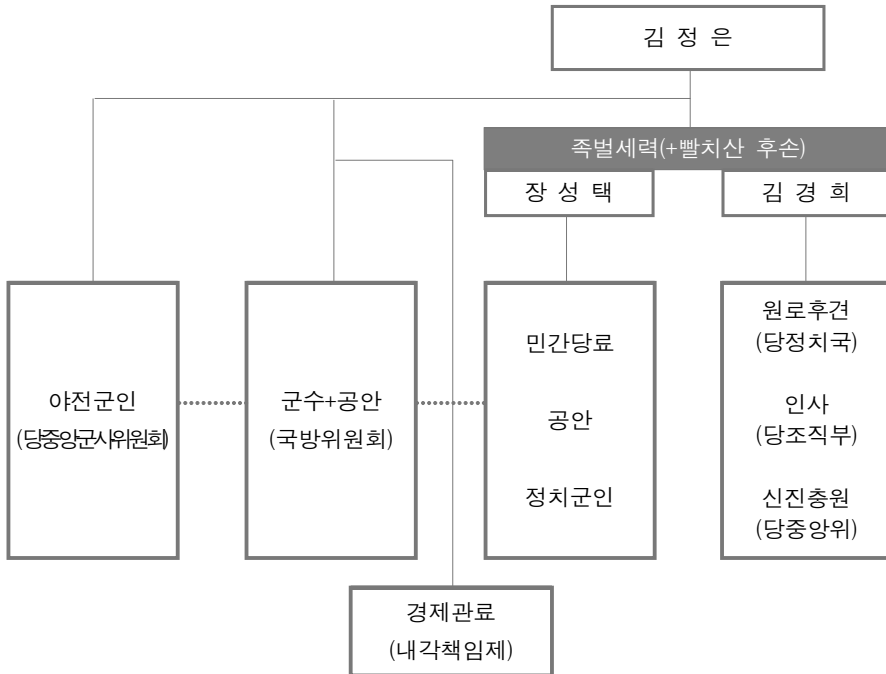 김 정 은
족벌세력(+빨치산 후손)
장 성 택
김 경 희
야전군인
(당중앙군사위원회)
군수+공안
(국방위원회)
민간당료
공안
정치군인
원로후견
(당정치국)
인사
(당조직부)
신진충원
(당중앙위)
경제관료
(내각책임제)